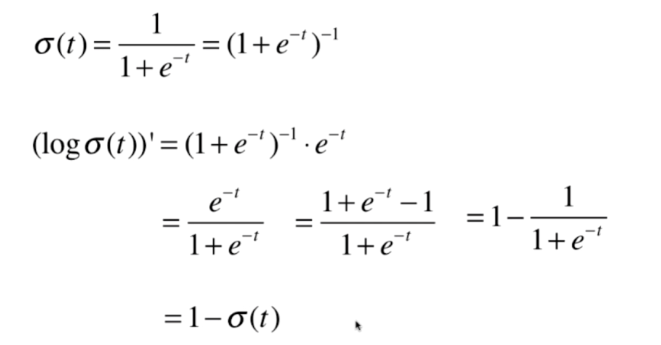 σ(t) = 1/(1+e^{-t}) = (1+e^{-t})^{-1}
(log σ(t))' = (1+e^{-t})^{-1} · e^{-t}
= e^{-t}/(1+e^{-t}) = (1+e^{-t}-1)/(1+e^{-t}) = 1 - 1/(1+e^{-t})
= 1 - σ(t)